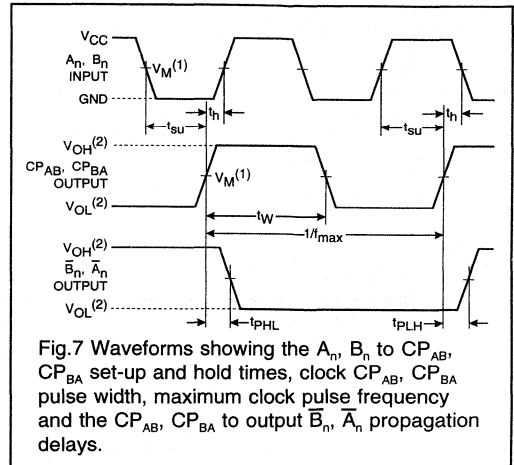 VCC
An, Bn
INPUT
VM(1)
GND
tsu
th
tsu
th
VOH(2)
CPAB, CPBA
OUTPUT
VM(1)
VOL(2)
tW
1/fmax
VOH(2)
B̅n, A̅n
OUTPUT
VOL(2)
tPHL
tPLH
Fig.7 Waveforms showing the An, Bn to CPAB,
CPBA set-up and hold times, clock CPAB, CPBA
pulse width, maximum clock pulse frequency
and the CPAB, CPBA to output B̅n, A̅n propagation
delays.